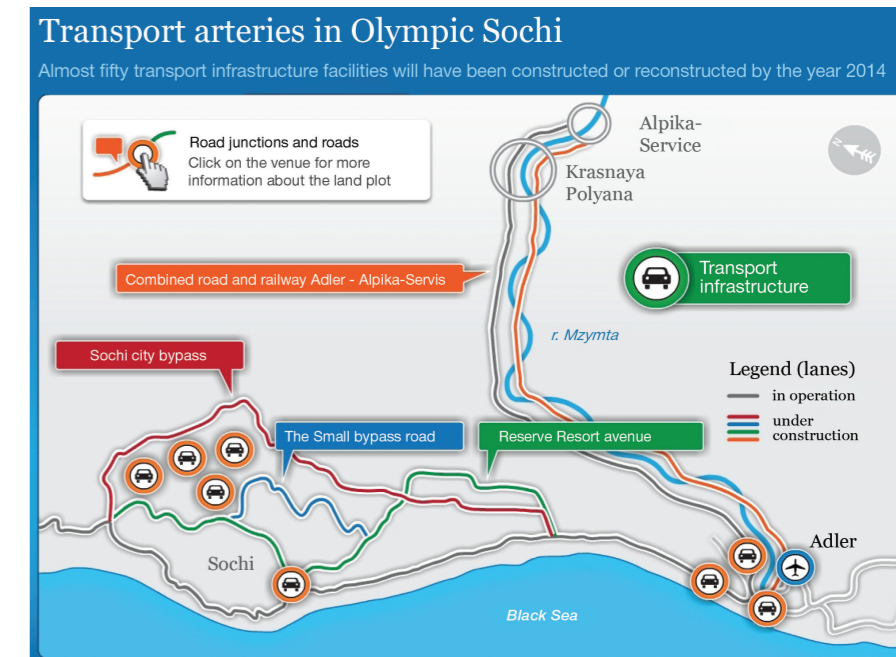 Transport arteries in Olympic Sochi
Almost fifty transport infrastructure facilities will have been constructed or reconstructed by the year 2014
Road junctions and roads
Click on the venue for more
information about the land plot
Alpika-
Service
N
Krasnaya
Polyana
Combined road and railway Adler - Alpika-Servis
Transport
infrastructure
r. Mzymta
Sochi city bypass
Legend (lanes)
in operation
under
construction
The Small bypass road
Reserve Resort avenue
Adler
Sochi
Black Sea